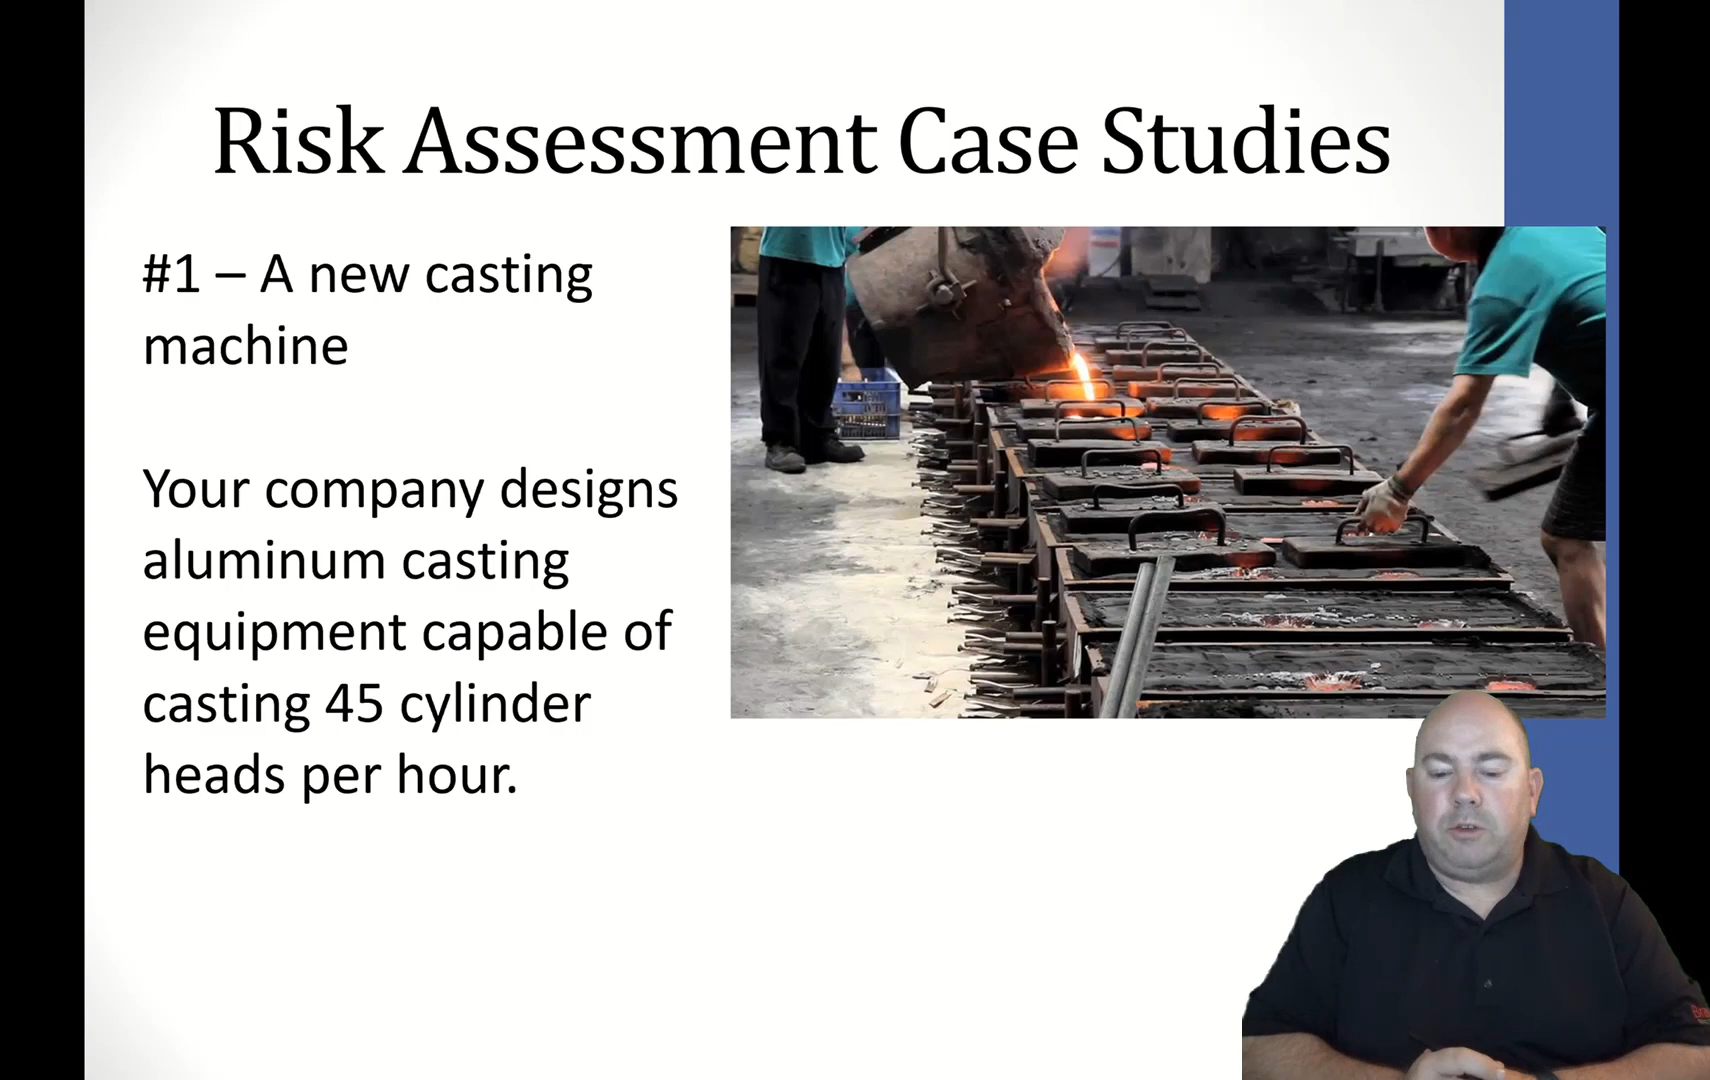 Risk Assessment Case Studies
#1 – A new casting
machine
Your company designs
aluminum casting
equipment capable of
casting 45 cylinder
heads per hour.